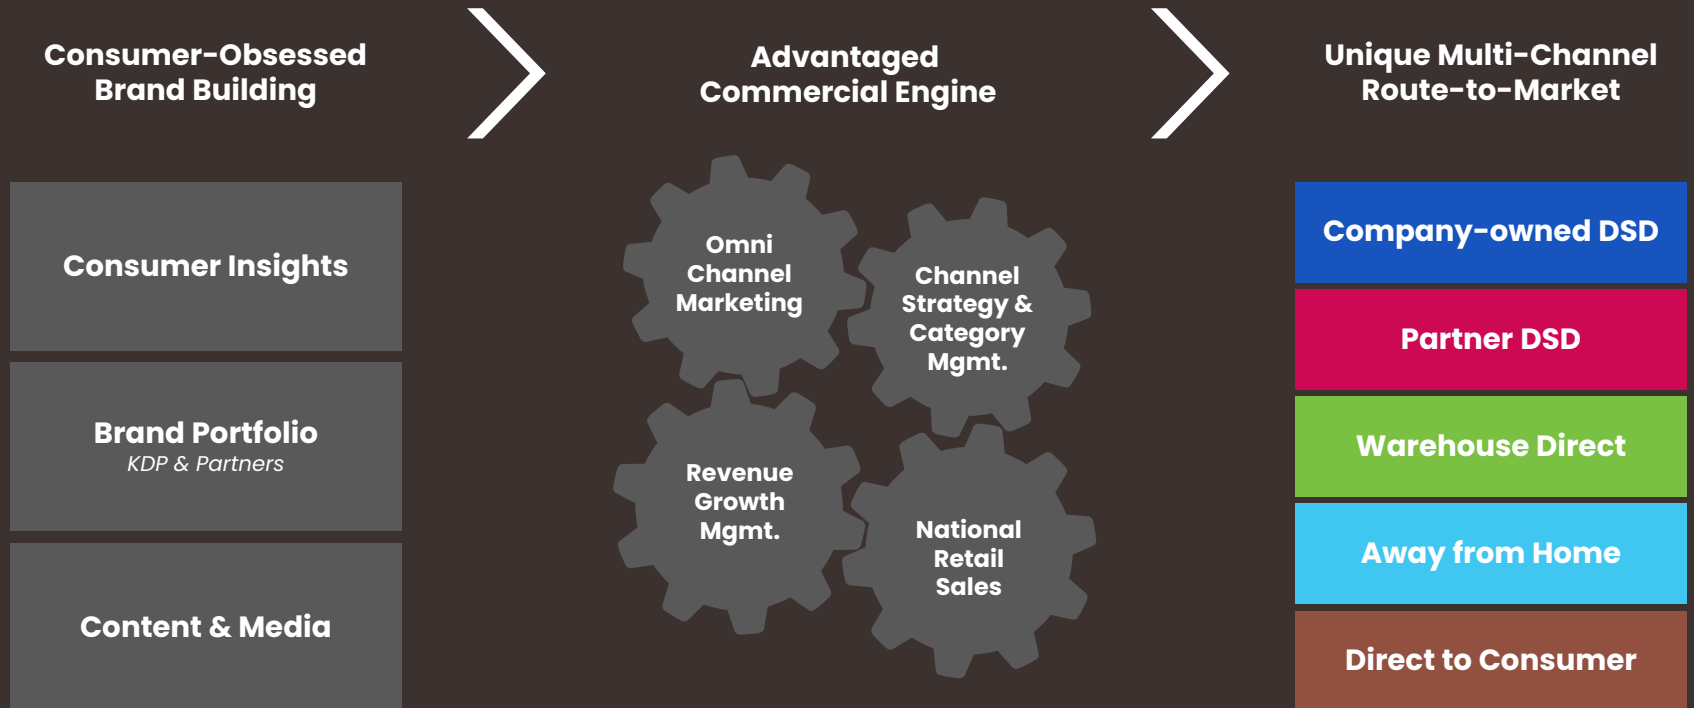 Consumer-Obsessed
Brand Building
Advantaged
Commercial Engine
Unique Multi-Channel
Route-to-Market
Consumer Insights
Brand Portfolio
KDP & Partners
Content & Media
Omni
Channel
Marketing
Channel
Strategy &
Category
Mgmt.
Revenue
Growth
Mgmt.
National
Retail
Sales
Company-owned DSD
Partner DSD
Warehouse Direct
Away from Home
Direct to Consumer